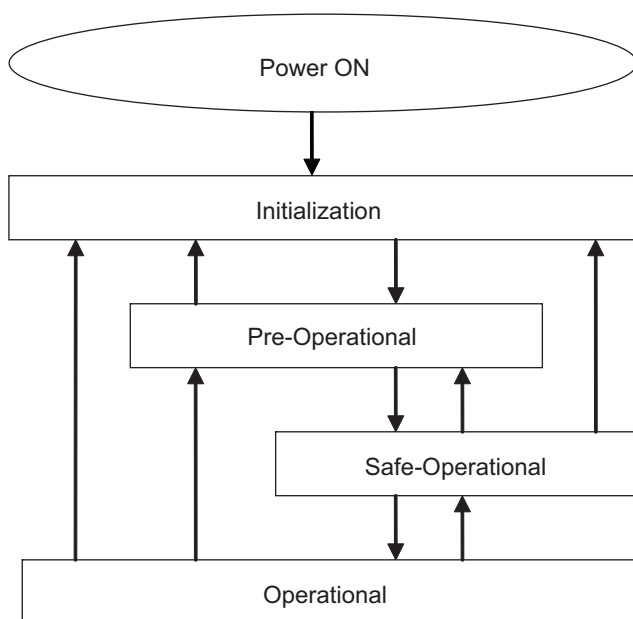 Power ON
Initialization
Pre-Operational
Safe-Operational
Operational